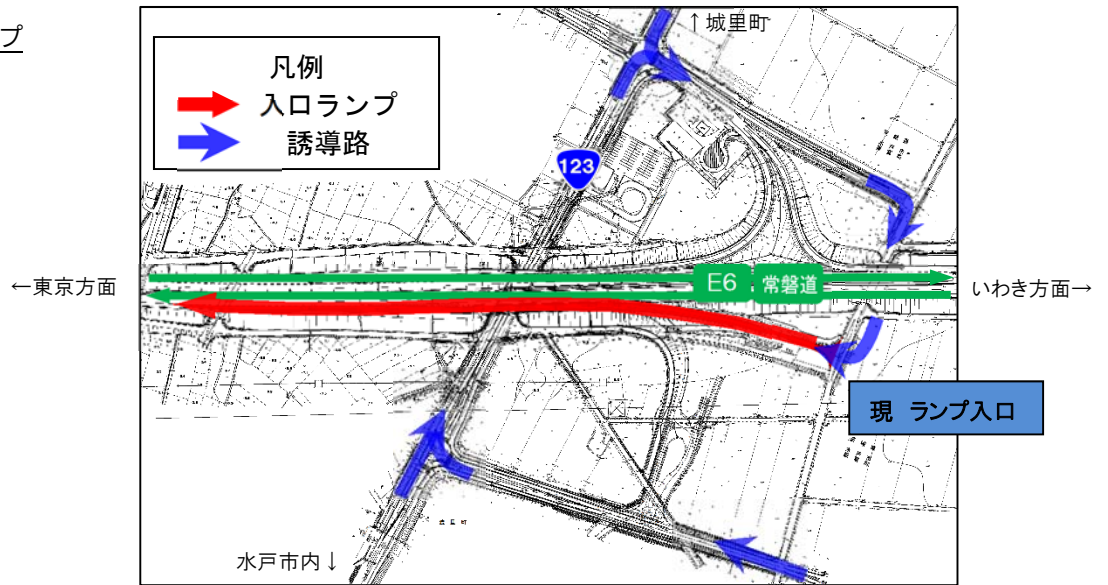 プ
↑城里町
凡例
入口ランプ
誘導路
123
←東京方面
E6 常磐道
いわき方面→
現 ランプ入口
水戸市内↓